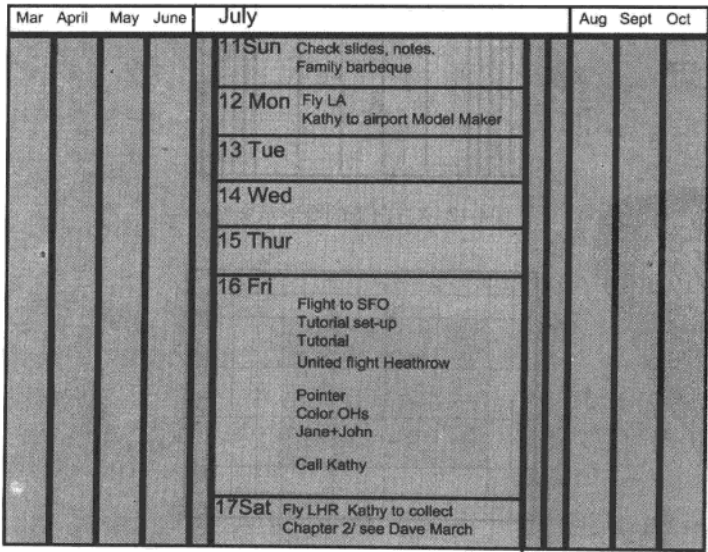 Mar April May June July Aug Sept Oct
11Sun Check slides, notes.
Family barbeque
12 Mon Fly LA
Kathy to airport Model Maker
13 Tue
14 Wed
15 Thur
16 Fri
Flight to SFO
Tutorial set-up
Tutorial
United flight Heathrow
Pointer
Color OHs
Jane+John
Call Kathy
17Sat Fly LHR Kathy to collect
Chapter 2/ see Dave March